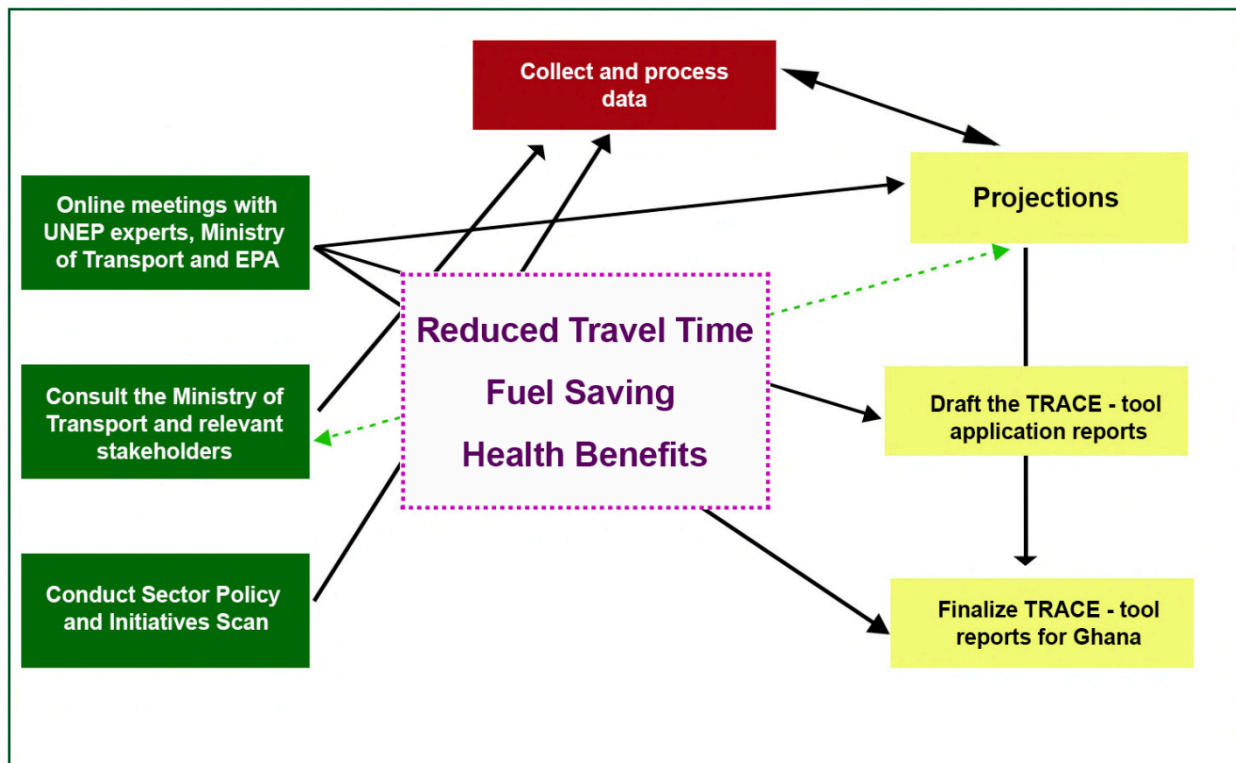 Collect and process
data
Online meetings with
UNEP experts, Ministry
of Transport and EPA
Projections
Reduced Travel Time
Fuel Saving
Health Benefits
Consult the Ministry of
Transport and relevant
stakeholders
Draft the TRACE - tool
application reports
Conduct Sector Policy
and Initiatives Scan
Finalize TRACE - tool
reports for Ghana